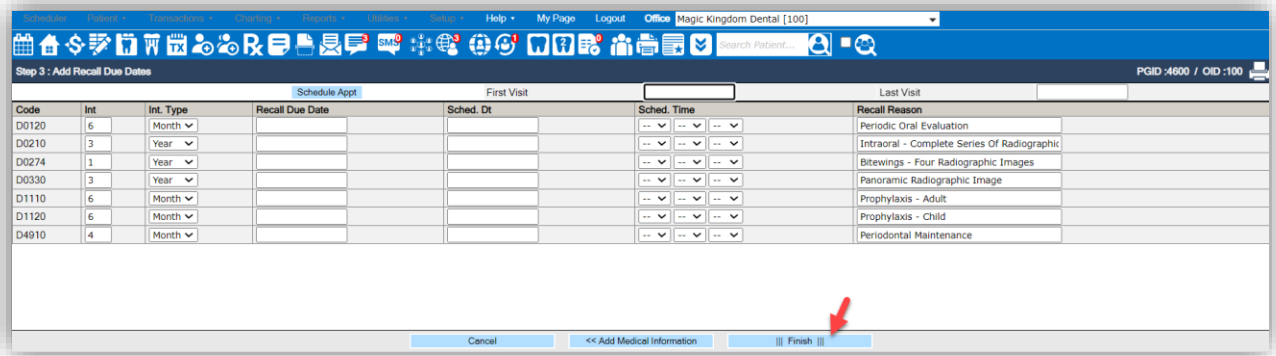 Scheduler Patient Transactions Charting Reports Utilities Setup Help My Page Logout Office Magic Kingdom Dental [100]
Rx TX SMS 3 0 3 1 0 Search Patient...
Step 3 : Add Recall Due Dates PGID :4600 / OID :100
Schedule Appt First Visit Last Visit
Code Int Int. Type Recall Due Date Sched. Dt Sched. Time Recall Reason
D0120 6 Month -- -- -- Periodic Oral Evaluation
D0210 3 Year -- -- -- Intraoral - Complete Series Of Radiographic
D0274 1 Year -- -- -- Bitewings - Four Radiographic Images
D0330 3 Year -- -- -- Panoramic Radiographic Image
D1110 6 Month -- -- -- Prophylaxis - Adult
D1120 6 Month -- -- -- Prophylaxis - Child
D4910 4 Month -- -- -- Periodontal Maintenance
Cancel << Add Medical Information ||| Finish |||